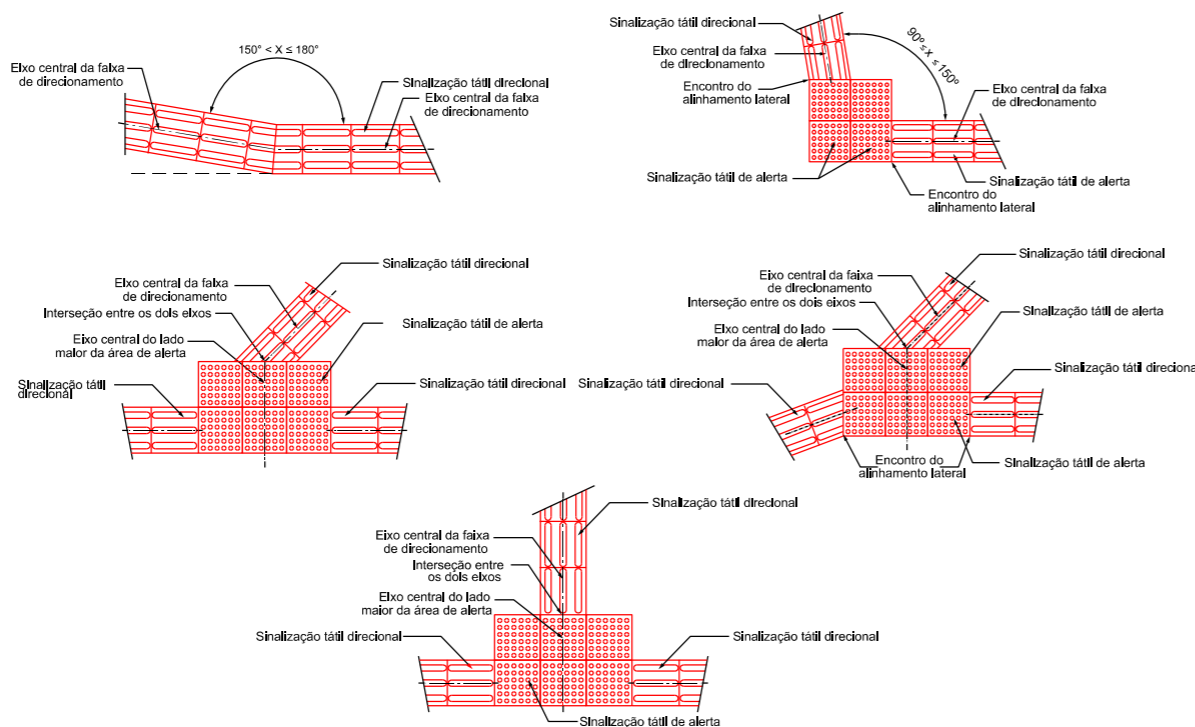 150° < X ≤ 180°
Eixo central da faixa
de direcionamento
Sinalização tátil direcional
Eixo central da faixa
de direcionamento
Sinalização tátil direcional
Eixo central da faixa
de direcionamento
90º ≤ x ≤ 150º
Encontro do
alinhamento lateral
Eixo central da faixa
de direcionamento
Sinalização tátil de alerta
Sinalização tátil de alerta
Encontro do
alinhamento lateral
Sinalização tátil direcional
Eixo central da faixa
de direcionamento
Interseção entre os dois eixos
Sinalização tátil de alerta
Eixo central do lado
maior da área de alerta
Sinalização tátil
direcional
Sinalização tátil direcional
Sinalização tátil direcional
Eixo central da faixa
de direcionamento
Interseção entre os dois eixos
Sinalização tátil de alerta
Eixo central do lado
maior da área de alerta
Sinalização tátil direcional
Sinalização tátil direcional
Encontro do
alinhamento lateral
Sinalização tátil de alerta
Sinalização tátil direcional
Eixo central da faixa
de direcionamento
Interseção entre
os dois eixos
Eixo central do lado
maior da área de alerta
Sinalização tátil direcional
Sinalização tátil direcional
Sinalização tátil de alerta